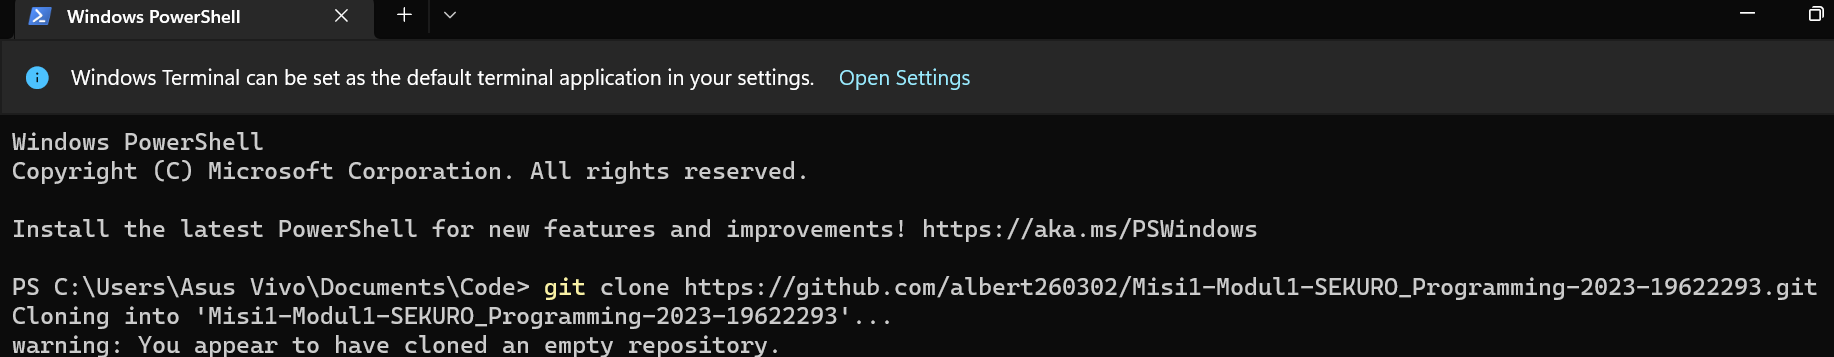 Windows PowerShell
Windows Terminal can be set as the default terminal application in your settings. Open Settings
Windows PowerShell
Copyright (C) Microsoft Corporation. All rights reserved.
Install the latest PowerShell for new features and improvements! https://aka.ms/PSWindows
PS C:\Users\Asus Vivo\Documents\Code> git clone https://github.com/albert260302/Misi1-Modul1-SEKURO_Programming-2023-19622293.git
Cloning into 'Misi1-Modul1-SEKURO_Programming-2023-19622293'...
warning: You appear to have cloned an empty repository.